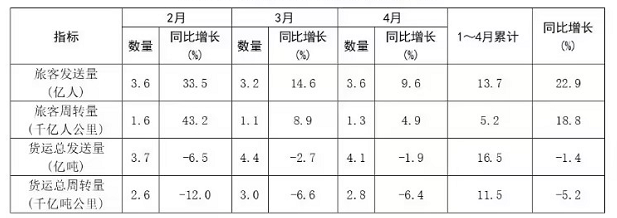 指标 2月 3月 4月 1～4月累计 同比增长(%)
数量 同比增长(%) 数量 同比增长(%) 数量 同比增长(%)
旅客发送量(亿人) 3.6 33.5 3.2 14.6 3.6 9.6 13.7 22.9
旅客周转量(千亿人公里) 1.6 43.2 1.1 8.9 1.3 4.9 5.2 18.8
货运总发送量(亿吨) 3.7 -6.5 4.4 -2.7 4.1 -1.9 16.5 -1.4
货运总周转量(千亿吨公里) 2.6 -12.0 3.0 -6.6 2.8 -6.4 11.5 -5.2